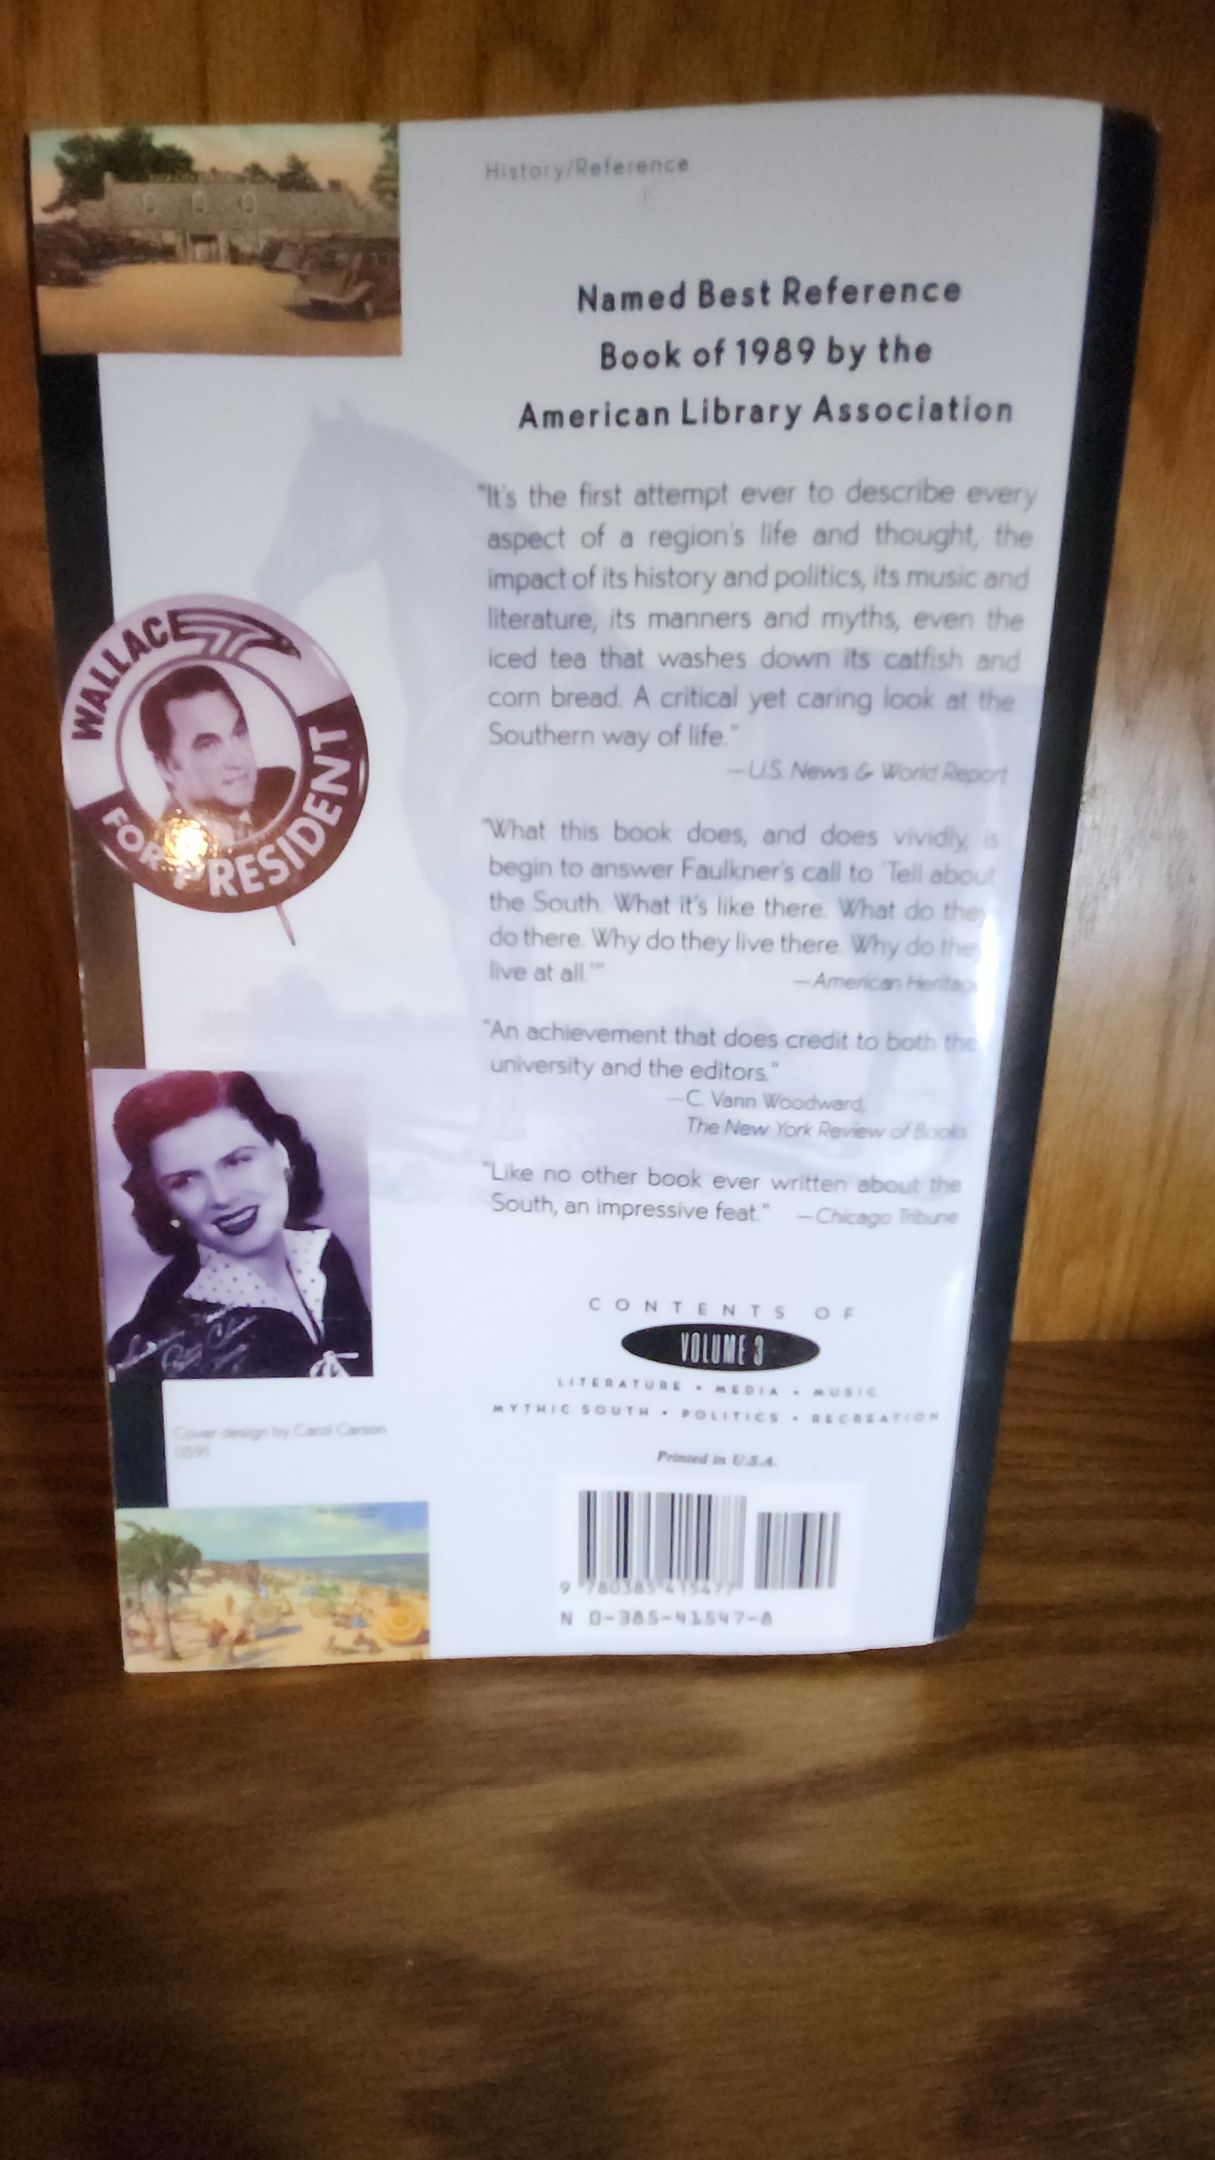 History/Reference
Named Best Reference
Book of 1989 by the
American Library Association
"It's the first attempt ever to describe every
aspect of a region's life and thought, the
impact of its history and politics, its music and
literature, its manners and myths, even the
iced tea that washes down its catfish and
corn bread. A critical yet caring look at the
Southern way of life."
—U.S. News & World Report
"What this book does, and does vividly, is
begin to answer Faulkner's call to 'Tell about
the South. What it's like there. What do they
do there. Why do they live there. Why do they
live at all.'"
—American Heritage
"An achievement that does credit to both the
university and the editors."
—C. Vann Woodward,
The New York Review of Books
"Like no other book ever written about the
South, an impressive feat."
—Chicago Tribune
CONTENTS OF
VOLUME 3
LITERATURE • MEDIA • MUSIC
MYTHIC SOUTH • POLITICS • RECREATION
Printed in U.S.A.
9 780385 415477
N 0-385-41547-8
WALLACE
FOR PRESIDENT
Cover design by Carol Carson
0591